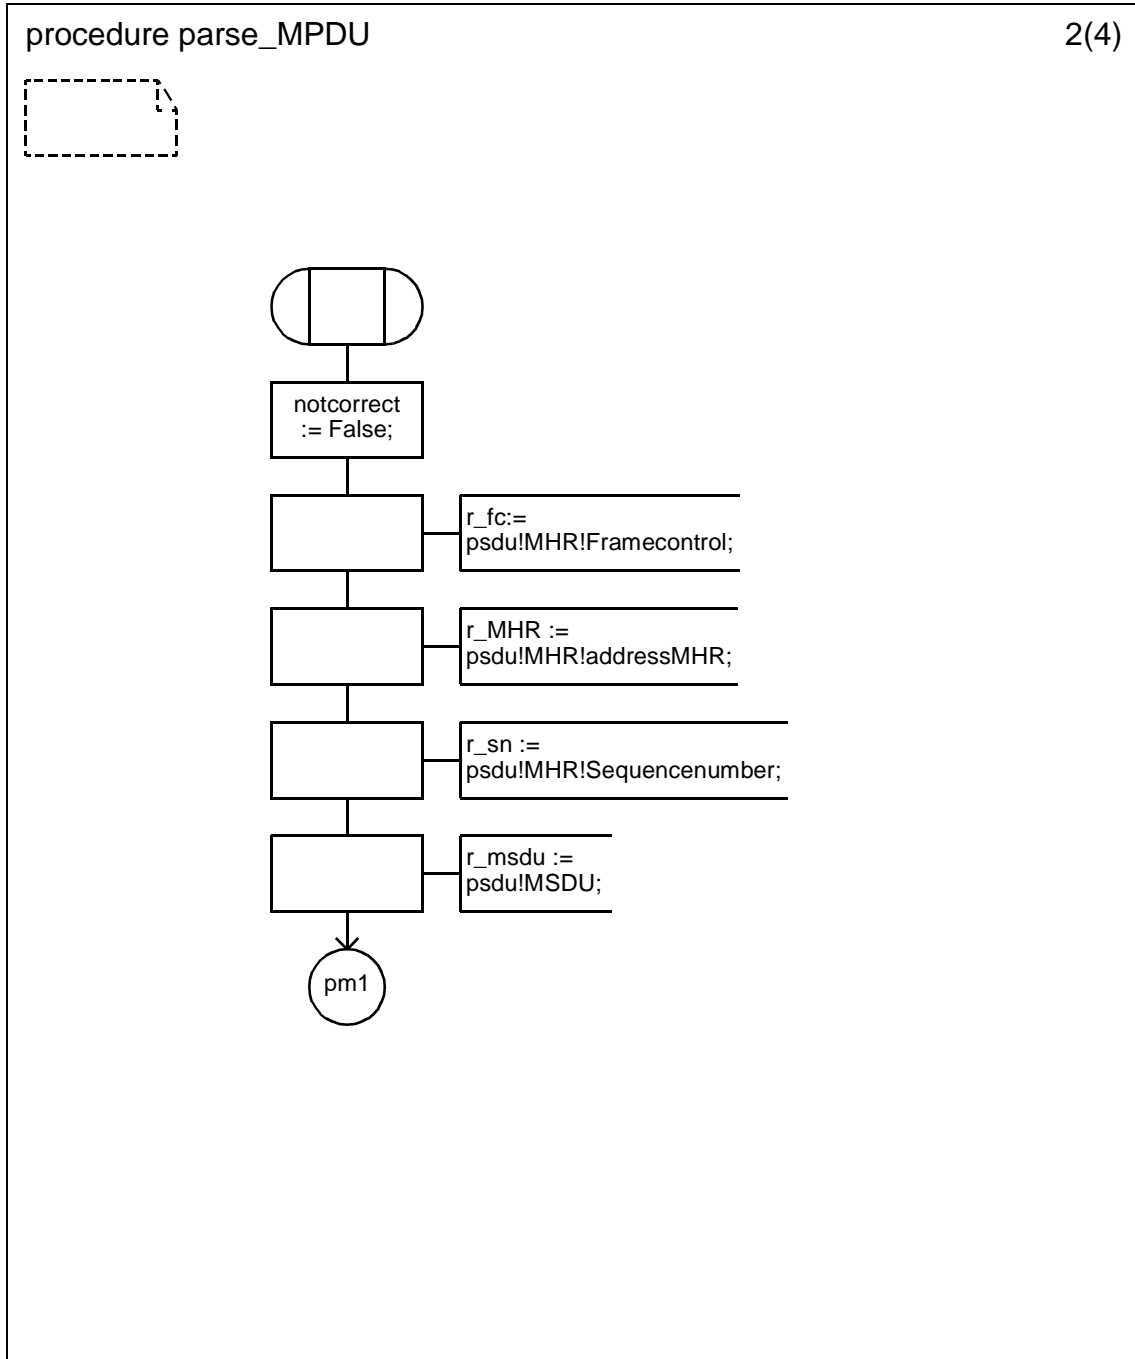 procedure parse_MPDU
2(4)
notcorrect
:= False;
r_fc:=
psdu!MHR!Framecontrol;
r_MHR :=
psdu!MHR!addressMHR;
r_sn :=
psdu!MHR!Sequencenumber;
r_msdu :=
psdu!MSDU;
pm1